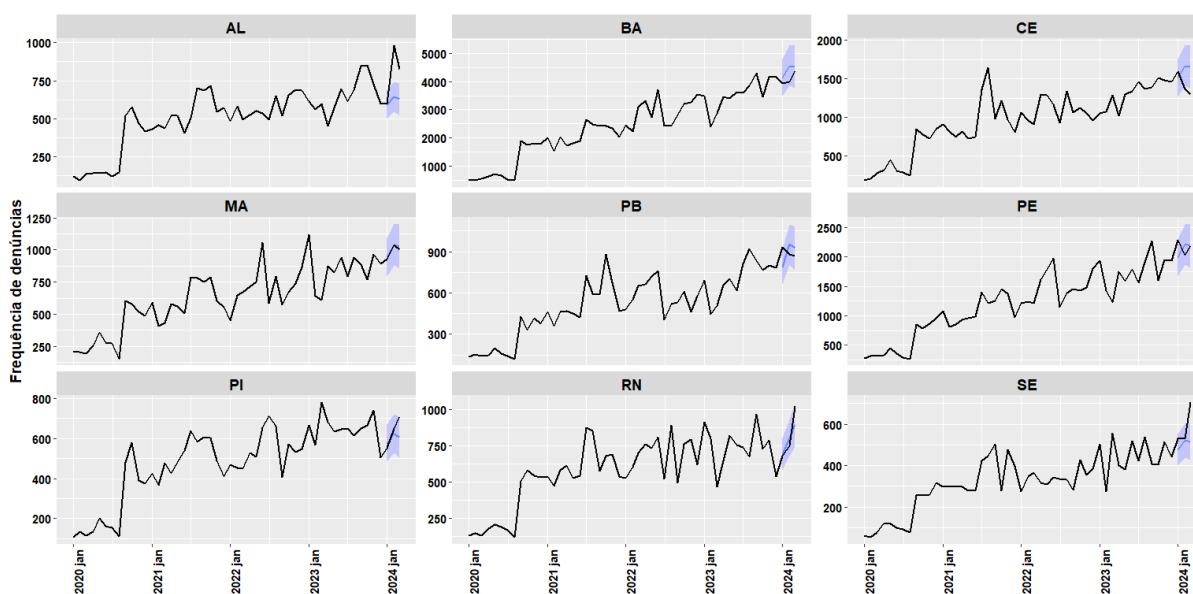 AL
BA
CE
1000
750
500
250
5000
4000
3000
2000
1000
2000
1500
1000
500
MA
PB
PE
1250
1000
750
500
250
900
600
300
2500
2000
1500
1000
500
PI
RN
SE
800
600
400
200
1000
750
500
250
600
400
200
2020 jan
2021 jan
2022 jan
2023 jan
2024 jan
2020 jan
2021 jan
2022 jan
2023 jan
2024 jan
2020 jan
2021 jan
2022 jan
2023 jan
2024 jan
Frequência de denúncias